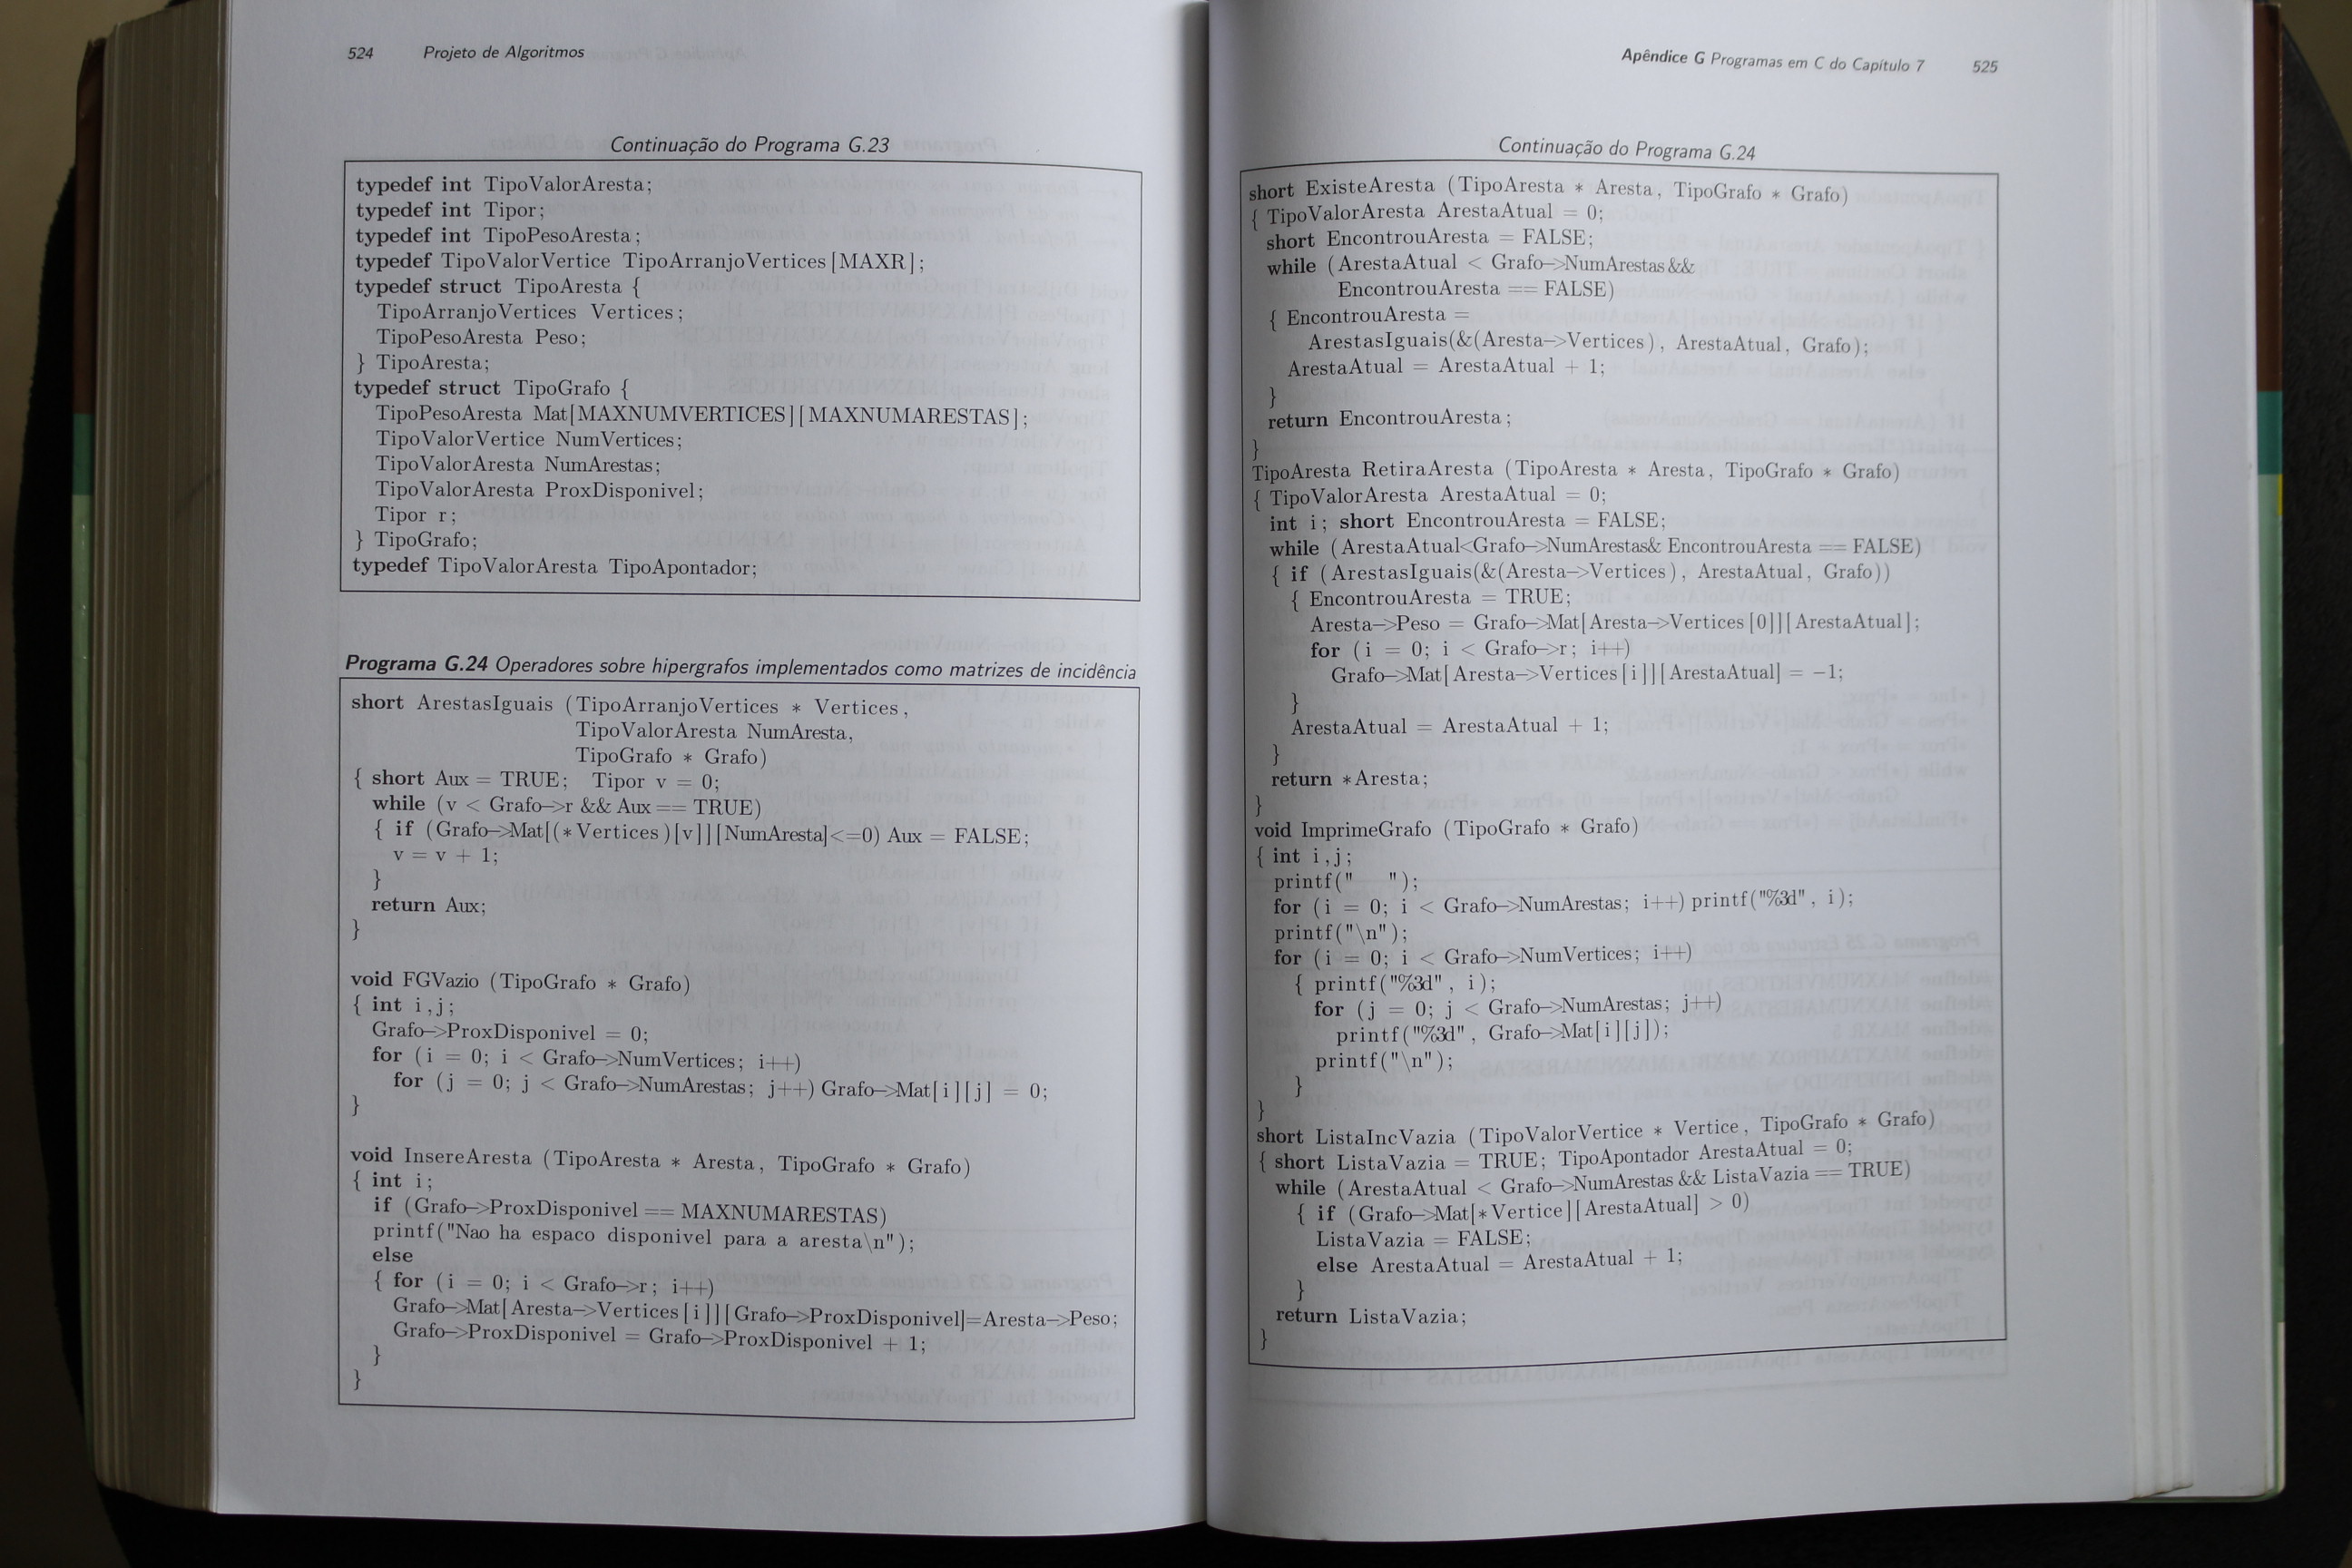 524 Projeto de Algoritmos
Continuação do Programa G.23
typedef int TipoValorAresta;
typedef int Tipor;
typedef int TipoPesoAresta;
typedef TipoValorVertice TipoArranjoVertices[MAXR];
typedef struct TipoAresta {
TipoArranjoVertices Vertices;
TipoPesoAresta Peso;
} TipoAresta;
typedef struct TipoGrafo {
TipoPesoAresta Mat[MAXNUMVERTICES][MAXNUMARESTAS];
TipoValorVertice NumVertices;
TipoValorAresta NumArestas;
TipoValorAresta ProxDisponivel;
Tipor r;
} TipoGrafo;
typedef TipoValorAresta TipoApontador;
Programa G.24 Operadores sobre hipergrafos implementados como matrizes de incidência
short ArestasIguais (TipoArranjoVertices * Vertices,
TipoValorAresta NumAresta,
TipoGrafo * Grafo)
{ short Aux = TRUE; Tipor v = 0;
while (v < Grafo->r && Aux == TRUE)
{ if (Grafo->Mat[(*Vertices)[v]][NumAresta]<=0) Aux = FALSE;
v = v + 1;
}
return Aux;
}
void FGVazio (TipoGrafo * Grafo)
{ int i,j;
Grafo->ProxDisponivel = 0;
for (i = 0; i < Grafo->NumVertices; i++)
for (j = 0; j < Grafo->NumArestas; j++) Grafo->Mat[i][j] = 0;
}
void InsereAresta (TipoAresta * Aresta, TipoGrafo * Grafo)
{ int i;
if (Grafo->ProxDisponivel == MAXNUMARESTAS)
printf("Nao ha espaco disponivel para a aresta\n");
else
{ for (i = 0; i < Grafo->r; i++)
Grafo->Mat[Aresta->Vertices[i]][Grafo->ProxDisponivel]=Aresta->Peso;
Grafo->ProxDisponivel = Grafo->ProxDisponivel + 1;
}
}
Apêndice G Programas em C do Capítulo 7 525
Continuação do Programa G.24
short ExisteAresta (TipoAresta * Aresta, TipoGrafo * Grafo)
{ TipoValorAresta ArestaAtual = 0;
short EncontrouAresta = FALSE;
while (ArestaAtual < Grafo->NumArestas &&
EncontrouAresta == FALSE)
{ EncontrouAresta =
ArestasIguais(&(Aresta->Vertices), ArestaAtual, Grafo);
ArestaAtual = ArestaAtual + 1;
}
return EncontrouAresta;
}
TipoAresta RetiraAresta (TipoAresta * Aresta, TipoGrafo * Grafo)
{ TipoValorAresta ArestaAtual = 0;
int i; short EncontrouAresta = FALSE;
while (ArestaAtual<Grafo->NumArestas& EncontrouAresta == FALSE)
{ if (ArestasIguais(&(Aresta->Vertices), ArestaAtual, Grafo))
{ EncontrouAresta = TRUE;
Aresta->Peso = Grafo->Mat[Aresta->Vertices[0]][ArestaAtual];
for (i = 0; i < Grafo->r; i++)
Grafo->Mat[Aresta->Vertices[i]][ArestaAtual] = -1;
}
ArestaAtual = ArestaAtual + 1;
}
return *Aresta;
}
void ImprimeGrafo (TipoGrafo * Grafo)
{ int i,j;
printf("   ");
for (i = 0; i < Grafo->NumArestas; i++) printf("%3d", i);
printf("\n");
for (i = 0; i < Grafo->NumVertices; i++)
{ printf("%3d", i);
for (j = 0; j < Grafo->NumArestas; j++)
printf("%3d", Grafo->Mat[i][j]);
printf("\n");
}
}
short ListaIncVazia (TipoValorVertice * Vertice, TipoGrafo * Grafo)
{ short ListaVazia = TRUE; TipoApontador ArestaAtual = 0;
while (ArestaAtual < Grafo->NumArestas && ListaVazia == TRUE)
{ if (Grafo->Mat[*Vertice][ArestaAtual] > 0)
ListaVazia = FALSE;
else ArestaAtual = ArestaAtual + 1;
}
return ListaVazia;
}